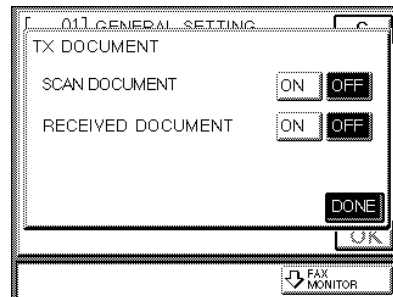 01] GENERAL SETTING
TX DOCUMENT
SCAN DOCUMENT ON OFF
RECEIVED DOCUMENT ON OFF
DONE
OK
FAX
MONITOR